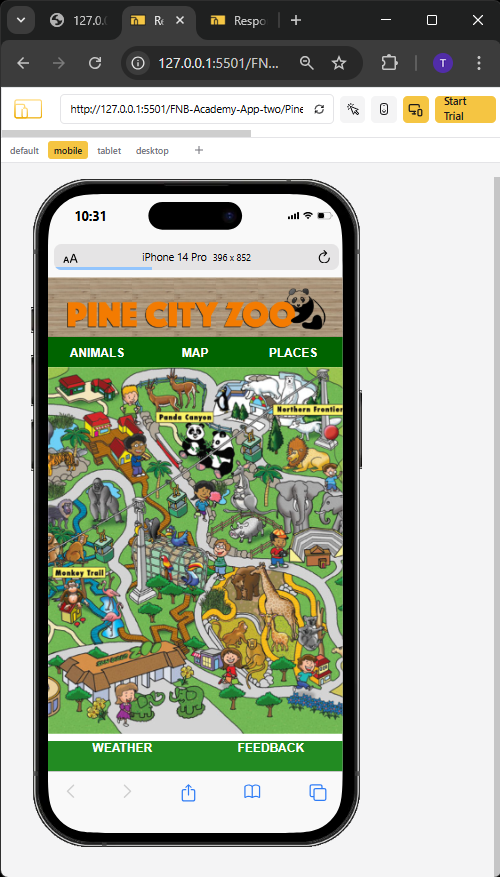 127.0.0
Re
Respo
127.0.0.1:5501/FN...
T
http://127.0.0.1:5501/FNB-Academy-App-two/Pine
Start Trial
default mobile tablet desktop +
10:31
AA iPhone 14 Pro 396 x 852
PINE CITY ZOO
ANIMALS MAP PLACES
Panda Canyon
Northern Frontier
Monkey Trail
WEATHER FEEDBACK